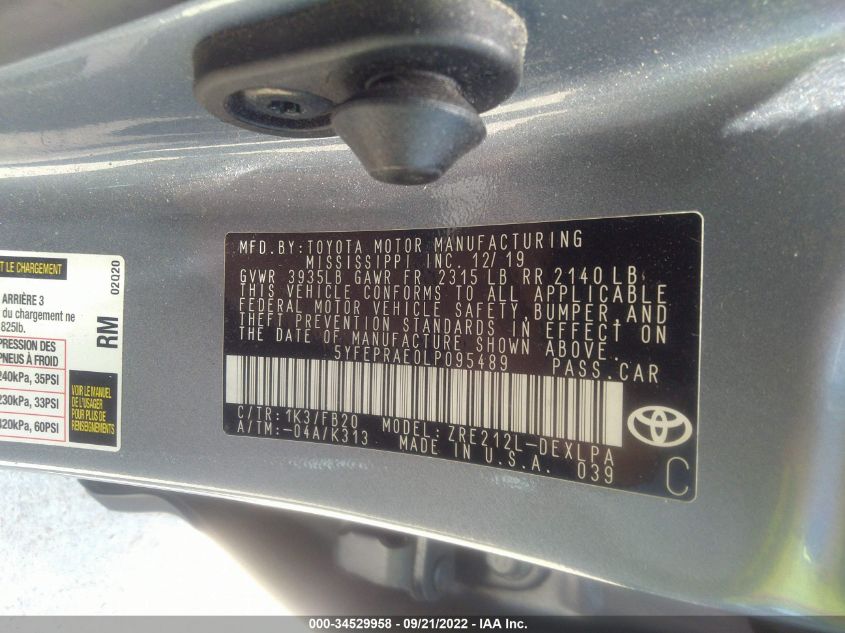 MFD.BY:TOYOTA MOTOR MANUFACTURING
MISSISSIPPI INC. 12/19
GVWR 3935LB GAWR FR 2315 LB RR 2140 LB
THIS VEHICLE CONFORMS TO ALL APPLICABLE
FEDERAL MOTOR VEHICLE SAFETY, BUMPER, AND
THEFT PREVENTION STANDARDS IN EFFECT ON
THE DATE OF MANUFACTURE SHOWN ABOVE.
5YFEPRAE0LP095489 PASS.CAR
C/TR: 1K3/FB20 MODEL: ZRE212L-DEXLPA
A/TM:-04A/K313 MADE IN U.S.A. 039
C
ET LE CHARGEMENT
ARRIÈRE 3
du chargement ne
825lb.
PRESSION DES
PNEUS À FROID
240kPa, 35PSI
230kPa, 33PSI
420kPa, 60PSI
VOIR LE MANUEL
DE L'USAGER
POUR PLUS DE
RENSEIGNEMENTS
RM
02Q20
000-34529958 - 09/21/2022 - IAA Inc.